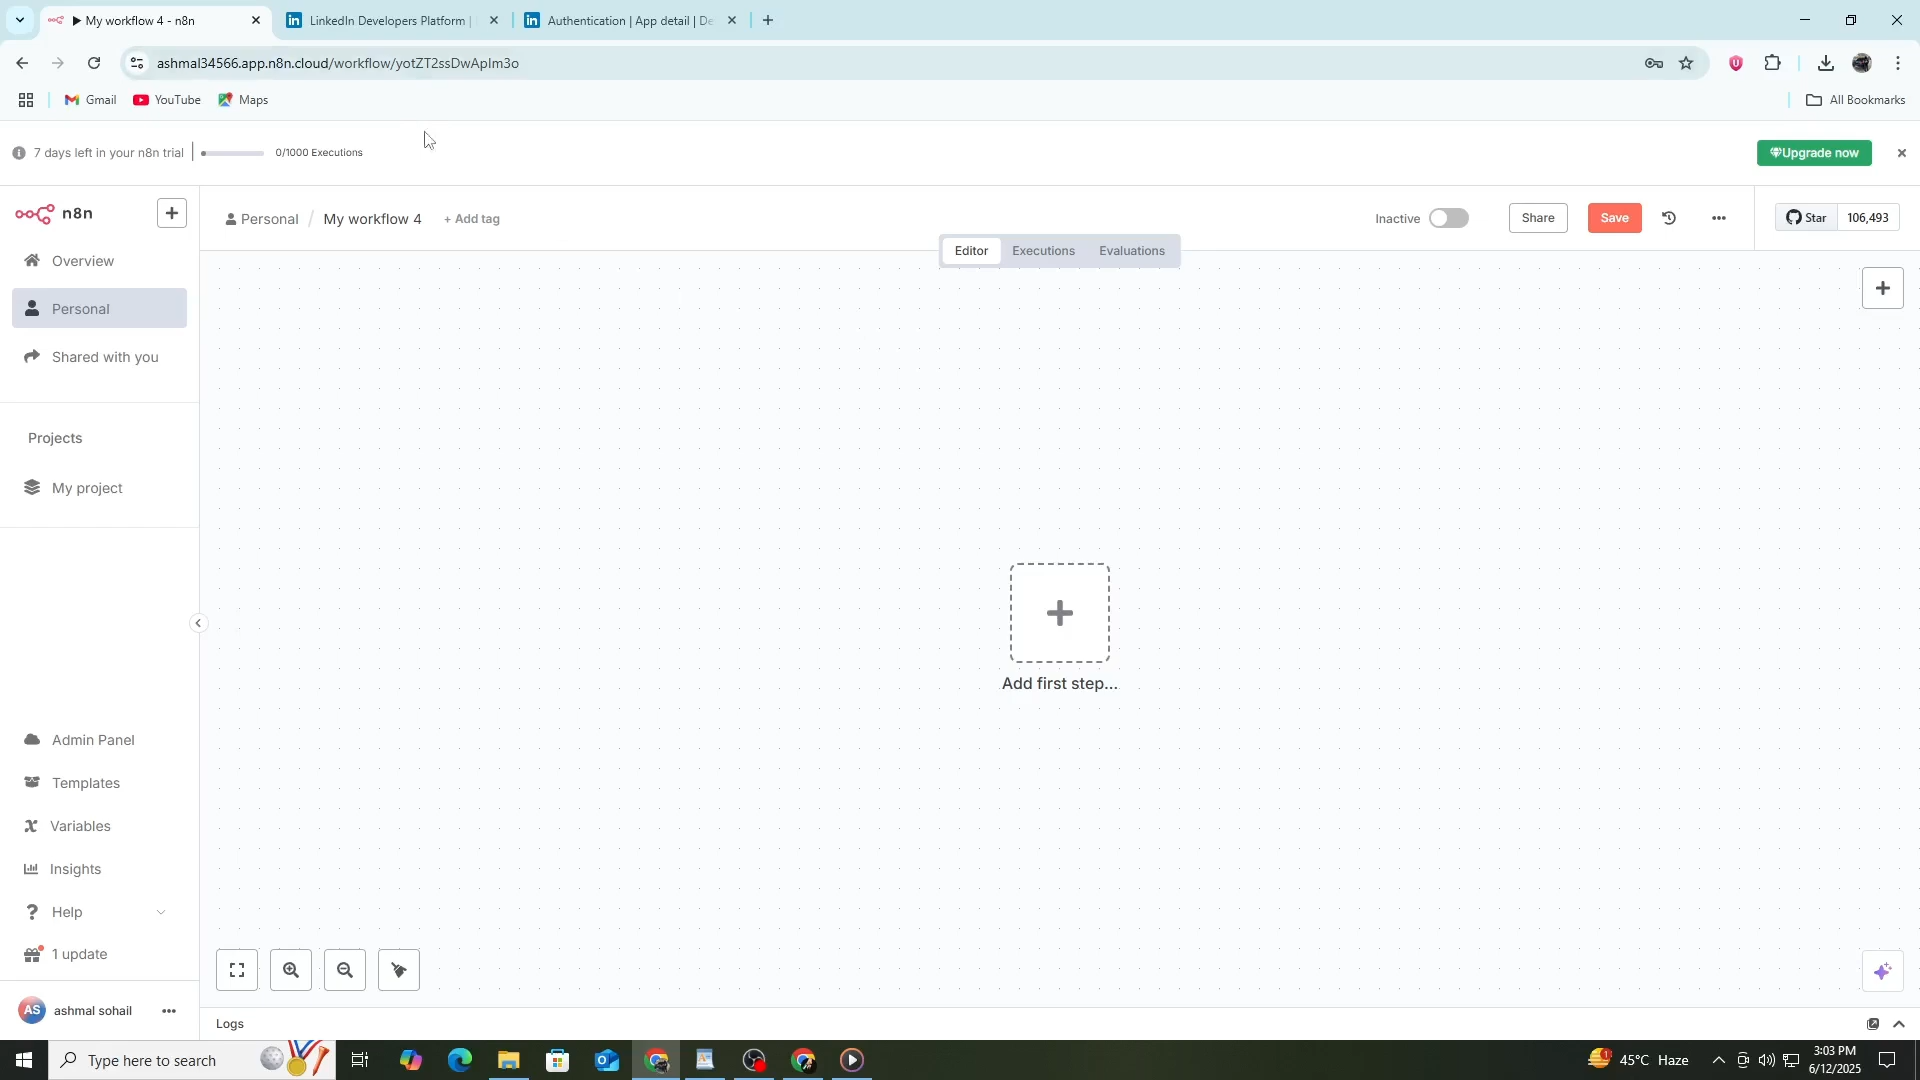 My workflow 4 - n8n
LinkedIn Developers Platform |
Authentication | App detail | De
ashmal34566.app.n8n.cloud/workflow/yotZT2ssDwAplm3o
Gmail
YouTube
Maps
All Bookmarks
7 days left in your n8n trial
0/1000 Executions
Upgrade now
n8n
Personal / My workflow 4
+ Add tag
Inactive
Share
Save
Star
106,493
Editor
Executions
Evaluations
Overview
Personal
Shared with you
Projects
My project
Add first step...
Admin Panel
Templates
Variables
Insights
Help
1 update
AS
ashmal sohail
Logs
Type here to search
1
45°C Haze
3:03 PM
6/12/2025